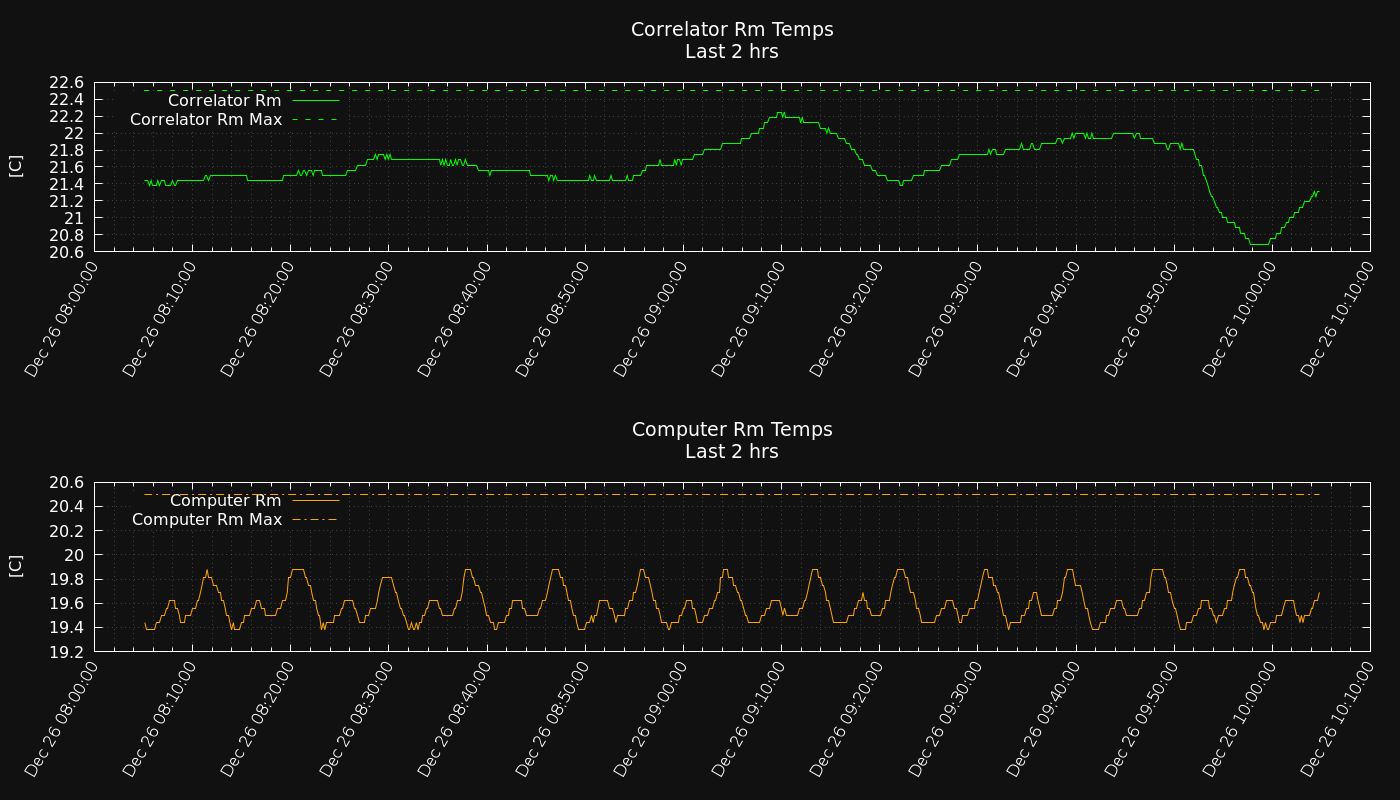 Correlator Rm Temps
Last 2 hrs
[C]
22.6
22.4
22.2
22
21.8
21.6
21.4
21.2
21
20.8
20.6
Correlator Rm
Correlator Rm Max
Dec 26 08:00:00
Dec 26 08:10:00
Dec 26 08:20:00
Dec 26 08:30:00
Dec 26 08:40:00
Dec 26 08:50:00
Dec 26 09:00:00
Dec 26 09:10:00
Dec 26 09:20:00
Dec 26 09:30:00
Dec 26 09:40:00
Dec 26 09:50:00
Dec 26 10:00:00
Dec 26 10:10:00
Computer Rm Temps
Last 2 hrs
[C]
20.6
20.4
20.2
20
19.8
19.6
19.4
19.2
Computer Rm
Computer Rm Max
Dec 26 08:00:00
Dec 26 08:10:00
Dec 26 08:20:00
Dec 26 08:30:00
Dec 26 08:40:00
Dec 26 08:50:00
Dec 26 09:00:00
Dec 26 09:10:00
Dec 26 09:20:00
Dec 26 09:30:00
Dec 26 09:40:00
Dec 26 09:50:00
Dec 26 10:00:00
Dec 26 10:10:00